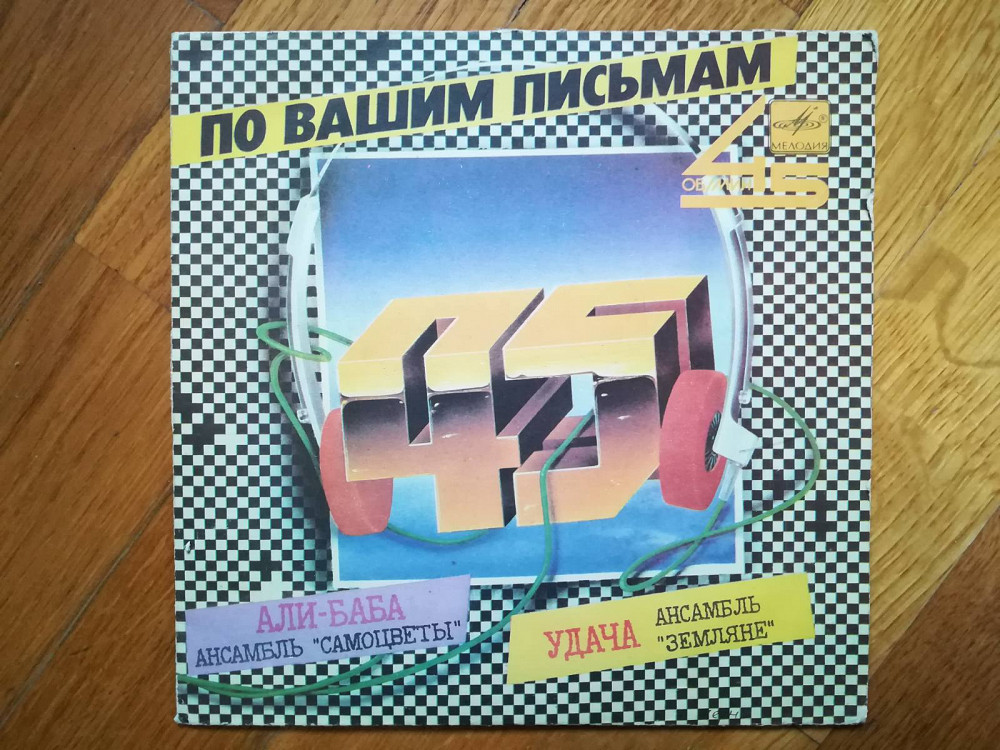 ПО ВАШИМ ПИСЬМАМ
МЕЛОДИЯ
45
45
АЛИ-БАБА
АНСАМБЛЬ "САМОЦВЕТЫ"
УДАЧА
АНСАМБЛЬ
"ЗЕМЛЯНЕ"